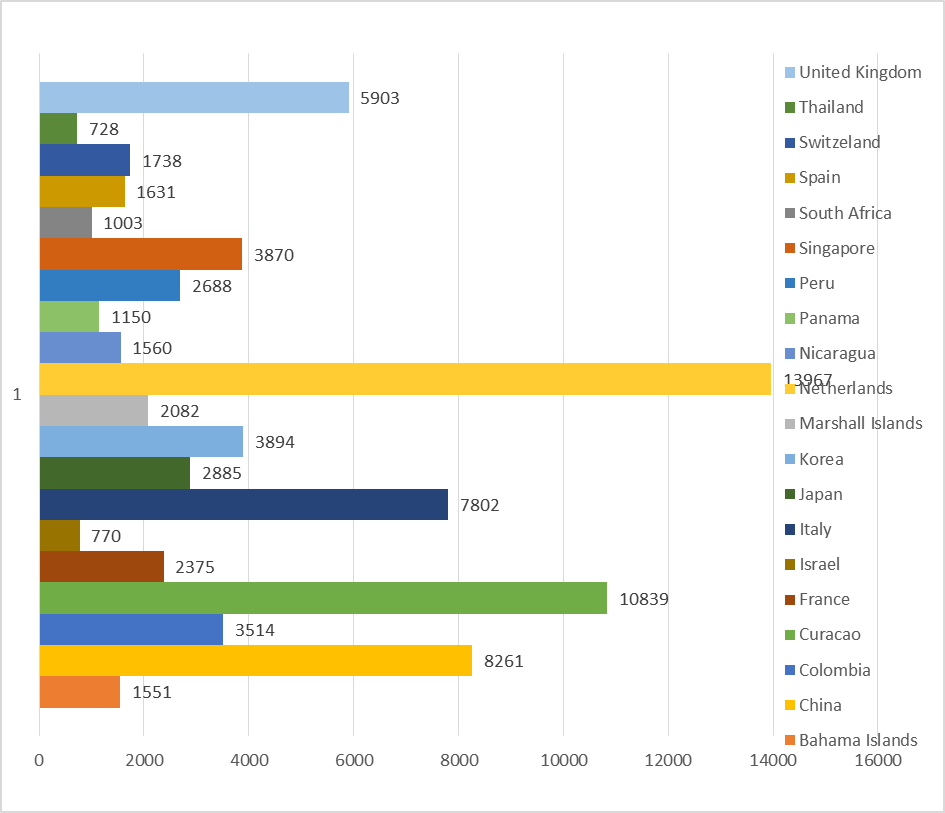 5903
United Kingdom
728
Thailand
1738
Switzeland
1631
Spain
1003
South Africa
3870
Singapore
2688
Peru
1150
Panama
1560
Nicaragua
13967
Netherlands
1
2082
Marshall Islands
3894
Korea
2885
Japan
7802
Italy
770
Israel
2375
France
10839
Curacao
3514
Colombia
8261
China
1551
Bahama Islands
0 2000 4000 6000 8000 10000 12000 14000 16000